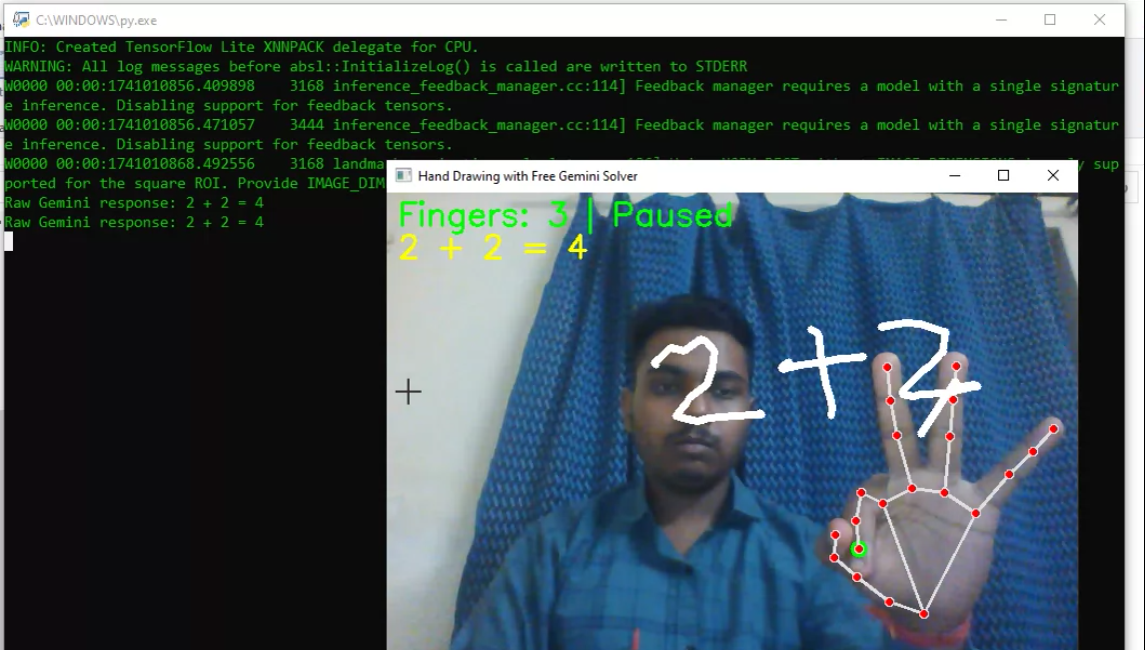 C:\WINDOWS\py.exe
INFO: Created TensorFlow Lite XNNPACK delegate for CPU.
WARNING: All log messages before absl::InitializeLog() is called are written to STDERR
W0000 00:00:1741010856.409898    3168 inference_feedback_manager.cc:114] Feedback manager requires a model with a single signatur
e inference. Disabling support for feedback tensors.
W0000 00:00:1741010856.471057    3444 inference_feedback_manager.cc:114] Feedback manager requires a model with a single signatur
e inference. Disabling support for feedback tensors.
W0000 00:00:1741010868.492556    3168 landma
sup
ported for the square ROI. Provide IMAGE_DIM
Raw Gemini response: 2 + 2 = 4
Raw Gemini response: 2 + 2 = 4
Hand Drawing with Free Gemini Solver
Fingers: 3 | Paused
2 + 2 = 4
2 + 2